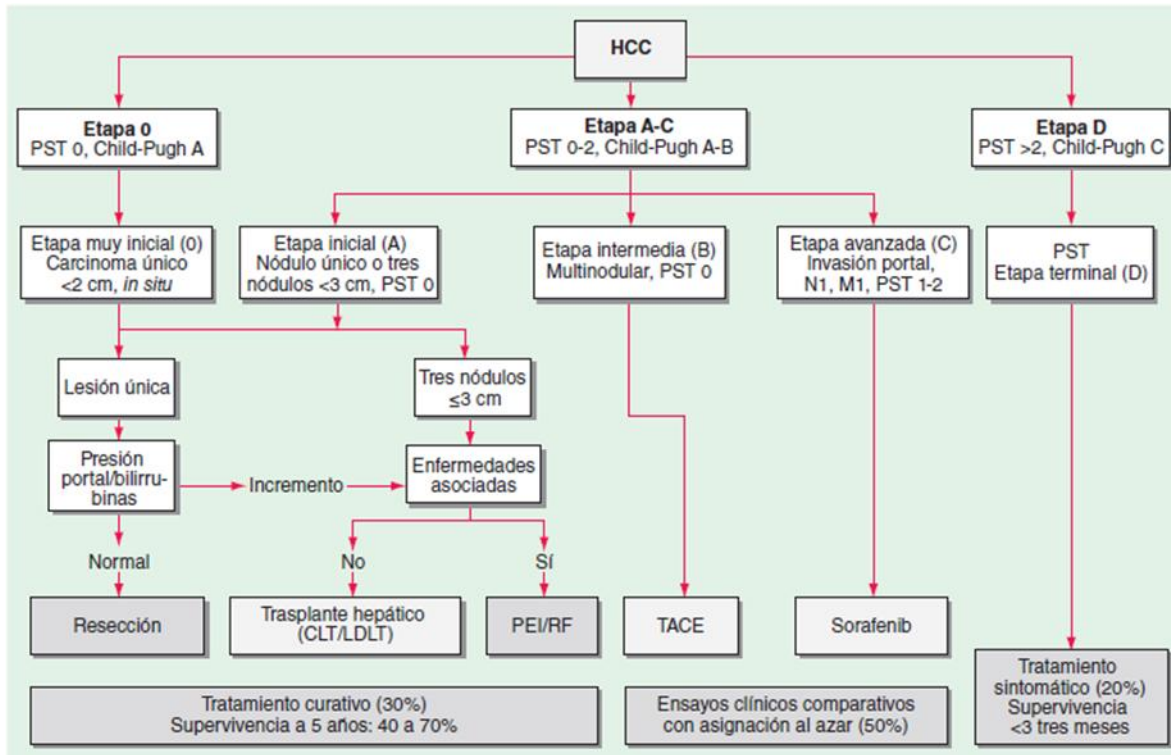 HCC
Etapa 0
PST 0, Child-Pugh A
Etapa A-C
PST 0-2, Child-Pugh A-B
Etapa D
PST >2, Child-Pugh C
Etapa muy inicial (0)
Carcinoma único
<2 cm, in situ
Etapa inicial (A)
Nódulo único o tres
nódulos <3 cm, PST 0
Etapa intermedia (B)
Multinodular, PST 0
Etapa avanzada (C)
Invasión portal,
N1, M1, PST 1-2
PST
Etapa terminal (D)
Lesión única
Tres nódulos
≤3 cm
Presión
portal/bilirru-
binas
Incremento
Enfermedades
asociadas
Normal
No
Sí
Resección
Trasplante hepático
(CLT/LDLT)
PEI/RF
TACE
Sorafenib
Tratamiento curativo (30%)
Supervivencia a 5 años: 40 a 70%
Ensayos clínicos comparativos
con asignación al azar (50%)
Tratamiento
sintomático (20%)
Supervivencia
<3 tres meses